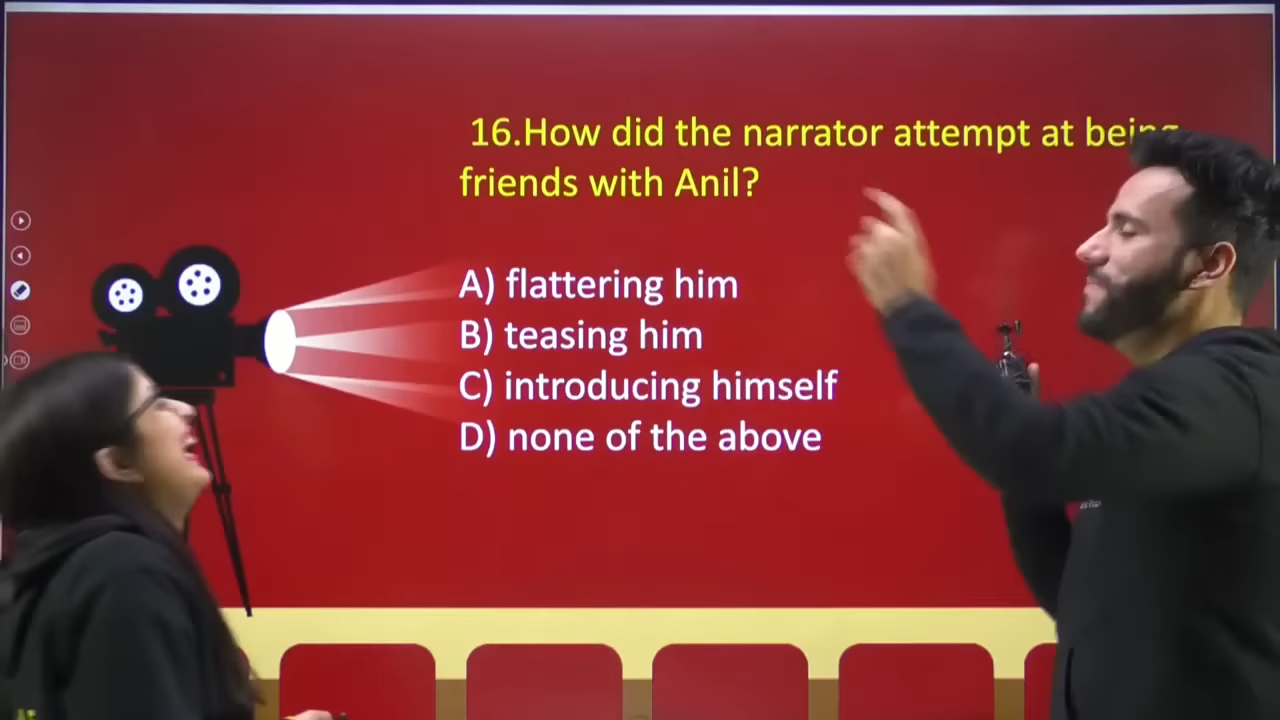 16.How did the narrator attempt at being
friends with Anil?
A) flattering him
B) teasing him
C) introducing himself
D) none of the above